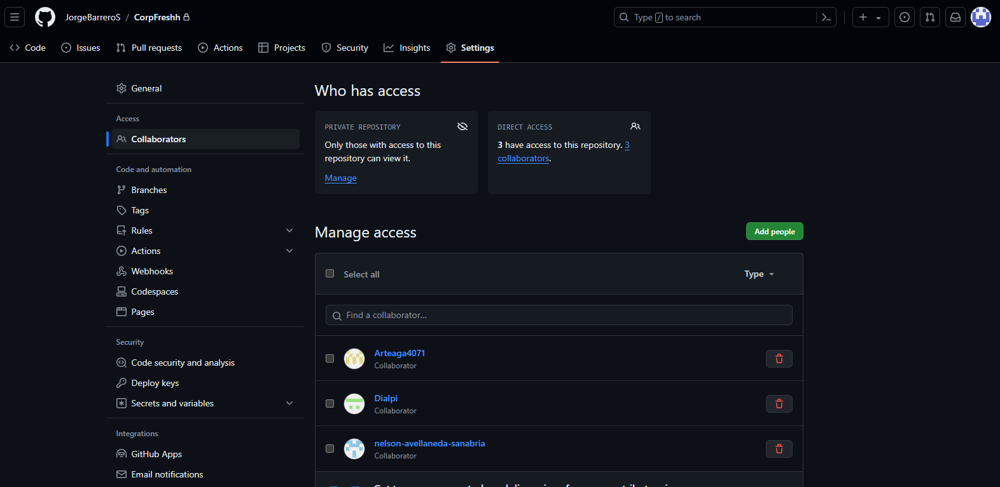 JorgeBarreroS / CorpFreshh
Type / to search
Code
Issues
Pull requests
Actions
Projects
Security
Insights
Settings
General
Access
Collaborators
Code and automation
Branches
Tags
Rules
Actions
Webhooks
Codespaces
Pages
Security
Code security and analysis
Deploy keys
Secrets and variables
Integrations
GitHub Apps
Email notifications
Who has access
PRIVATE REPOSITORY
Only those with access to this
repository can view it.
Manage
DIRECT ACCESS
3 have access to this repository. 3
collaborators.
Manage access
Add people
Select all
Type
Find a collaborator...
Arteaga4071
Collaborator
Dialpi
Collaborator
nelson-avellaneda-sanabria
Collaborator